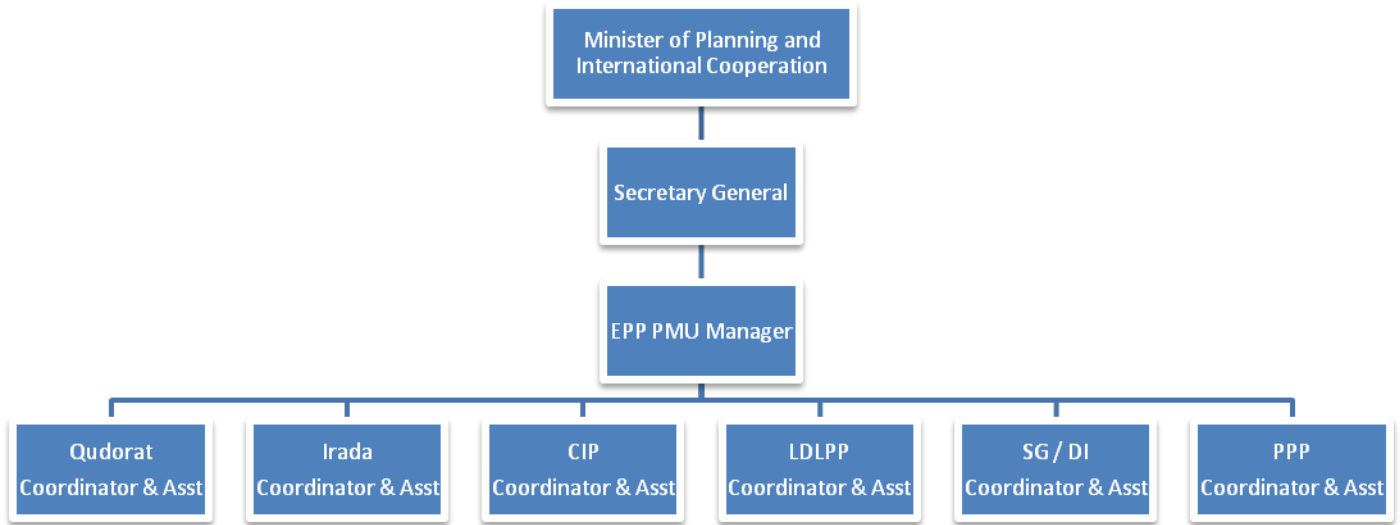 Minister of Planning and
International Cooperation
Secretary General
EPP PMU Manager
Qudorat
Coordinator & Asst
Irada
Coordinator & Asst
CIP
Coordinator & Asst
LDLPP
Coordinator & Asst
SG / DI
Coordinator & Asst
PPP
Coordinator & Asst